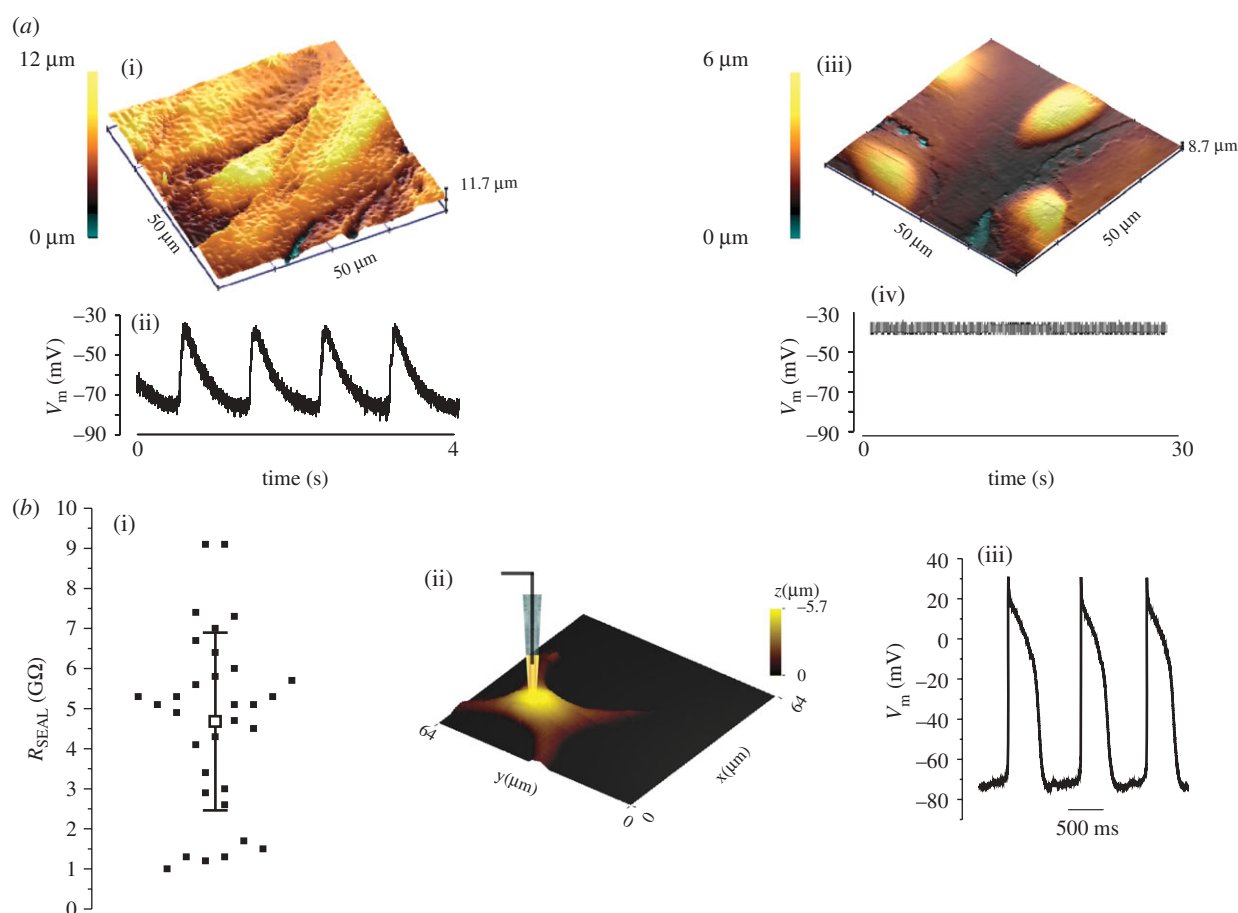 (a)
12 µm
(i)
0 µm
50 µm
50 µm
11.7 µm
6 µm
(iii)
0 µm
50 µm
50 µm
8.7 µm
(ii)
−30
−50
−70
−90
Vm (mV)
0
4
time (s)
(iv)
−30
−50
−70
−90
Vm (mV)
0
30
time (s)
(b)
(i)
10
9
8
7
6
5
4
3
2
1
0
RSEAL (GΩ)
(ii)
z(µm)
−5.7
0
64
y(µm)
0
0
x(µm)
64
(iii)
40
20
0
−20
−40
−60
−80
Vm (mV)
500 ms